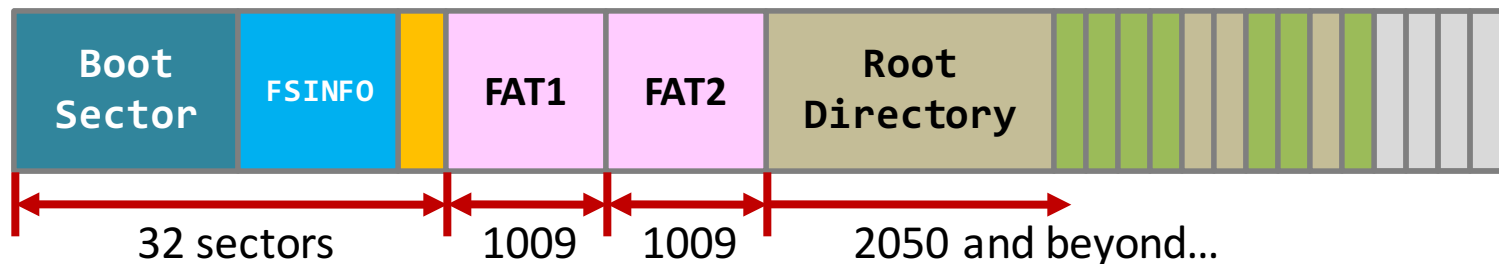 Boot
Sector
FSINFO
FAT1
FAT2
Root
Directory
32 sectors
1009
1009
2050 and beyond…